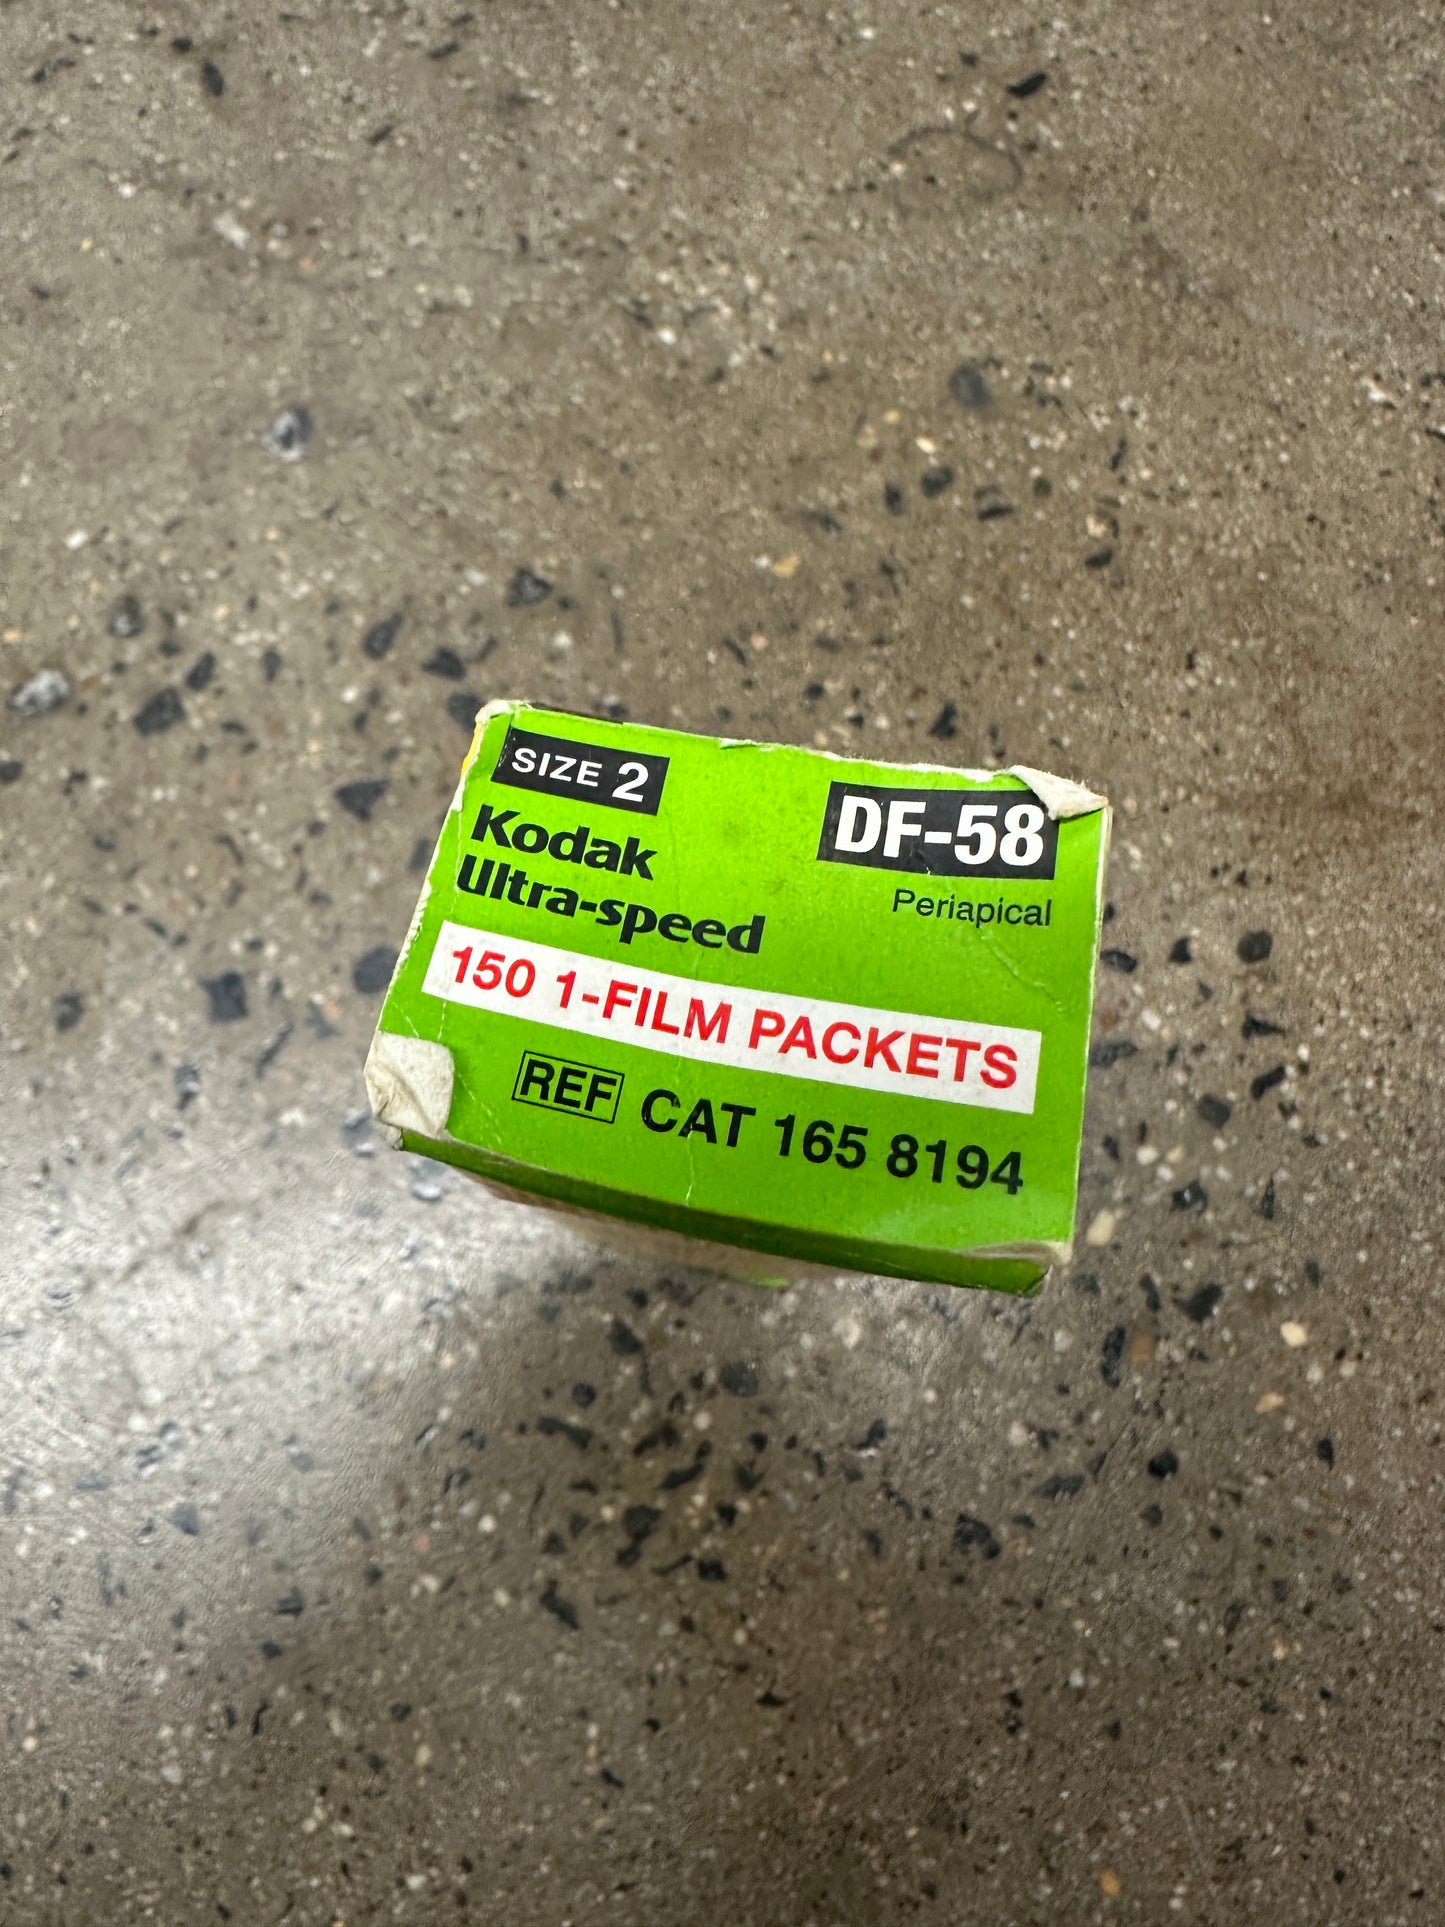 SIZE 2
DF-58
Kodak
Ultra-speed
Periapical
150 1-FILM PACKETS
REF CAT 165 8194